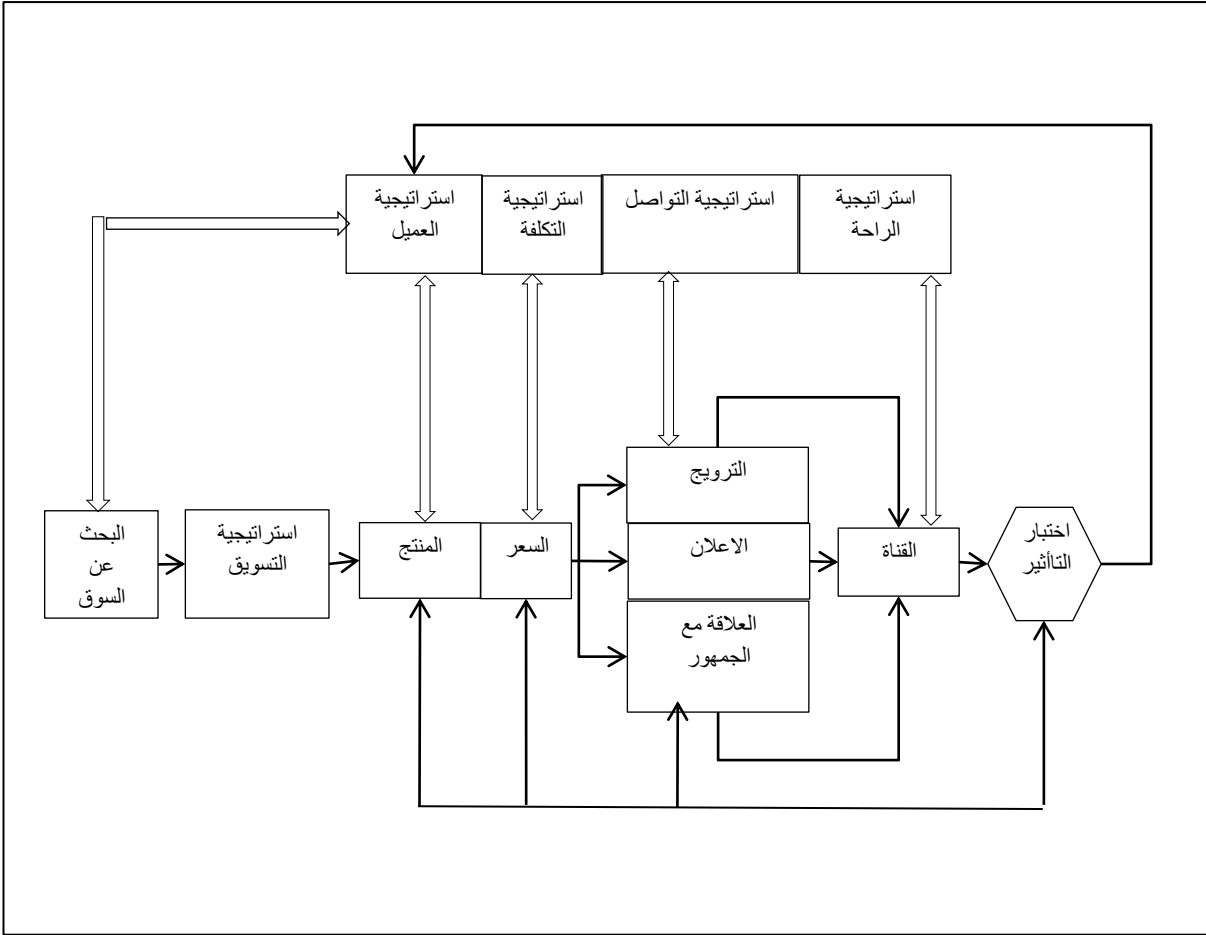 استراتيجية
العميل
استراتيجية
التكلفة
استراتيجية التواصل
استراتيجية
الراحة
البحث
عن
السوق
استراتيجية
التسويق
المنتج
السعر
الترويج
الاعلان
العلاقة مع
الجمهور
القناة
اختبار
التاأثير